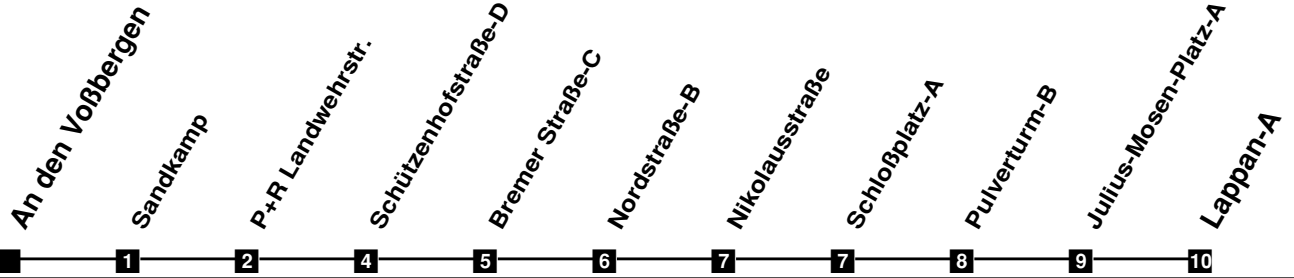 An den Voßbergen
Sandkamp
P+R Landwehrstr.
Schützenhofstraße-D
Bremer Straße-C
Nordstraße-B
Nikolausstraße
Schloßplatz-A
Pulverturm-B
Julius-Mosen-Platz-A
Lappan-A
1 2 4 5 6 7 7 8 9 10